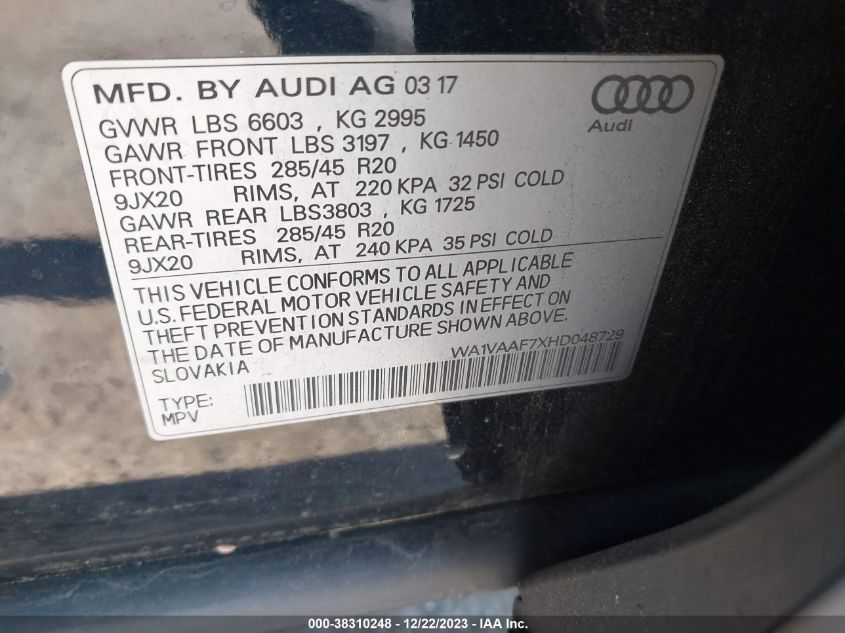 MFD. BY AUDI AG 03 17
Audi
GVWR LBS 6603 , KG 2995
GAWR FRONT LBS 3197 , KG 1450
FRONT-TIRES 285/45 R20
9JX20 RIMS, AT 220 KPA 32 PSI COLD
GAWR REAR LBS3803 , KG 1725
REAR-TIRES 285/45 R20
9JX20 RIMS, AT 240 KPA 35 PSI COLD
THIS VEHICLE CONFORMS TO ALL APPLICABLE
U.S.FEDERAL MOTOR VEHICLE SAFETY AND
THEFT PREVENTION STANDARDS IN EFFECT ON
THE DATE OF MANUFACTURE SHOWN ABOVE.
SLOVAKIA
WA1VAAF7XHD048729
TYPE:
MPV
000-38310248 - 12/22/2023 - IAA Inc.